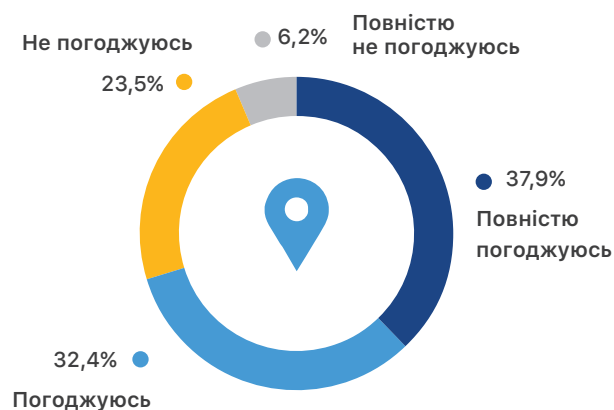 Не погоджуюсь
23,5%
6,2%
Повністю
не погоджуюсь
37,9%
Повністю
погоджуюсь
32,4%
Погоджуюсь